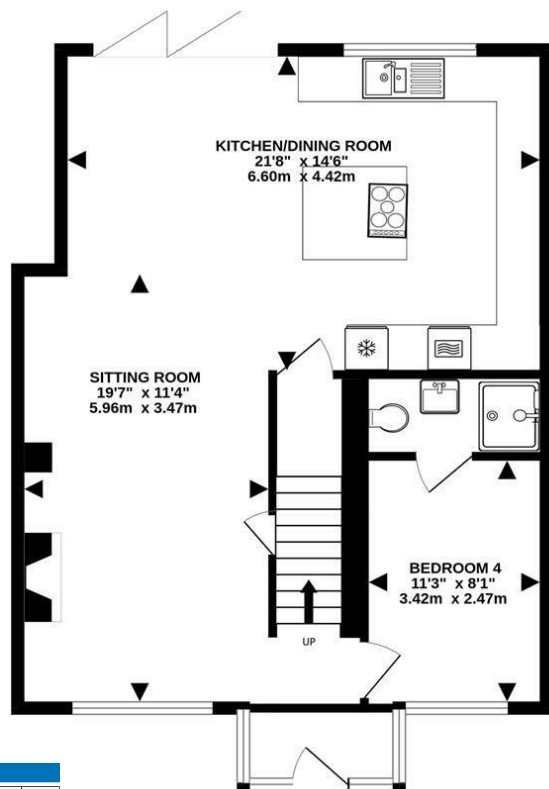 KITCHEN/DINING ROOM
21'8" x 14'6"
6.60m x 4.42m
SITTING ROOM
19'7" x 11'4"
5.96m x 3.47m
BEDROOM 4
11'3" x 8'1"
3.42m x 2.47m
UP